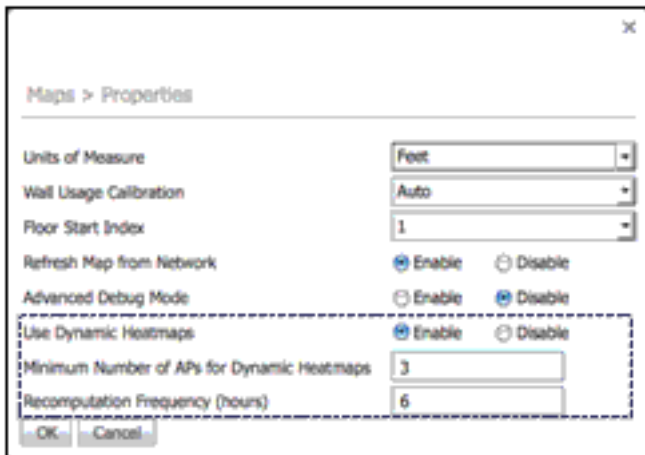 Maps > Properties
Units of Measure Feet
Wall Usage Calibration Auto
Floor Start Index 1
Refresh Map from Network Enable Disable
Advanced Debug Mode Enable Disable
Use Dynamic Heatmaps Enable Disable
Minimum Number of APs for Dynamic Heatmaps 3
Recomputation Frequency (hours) 6
OK Cancel